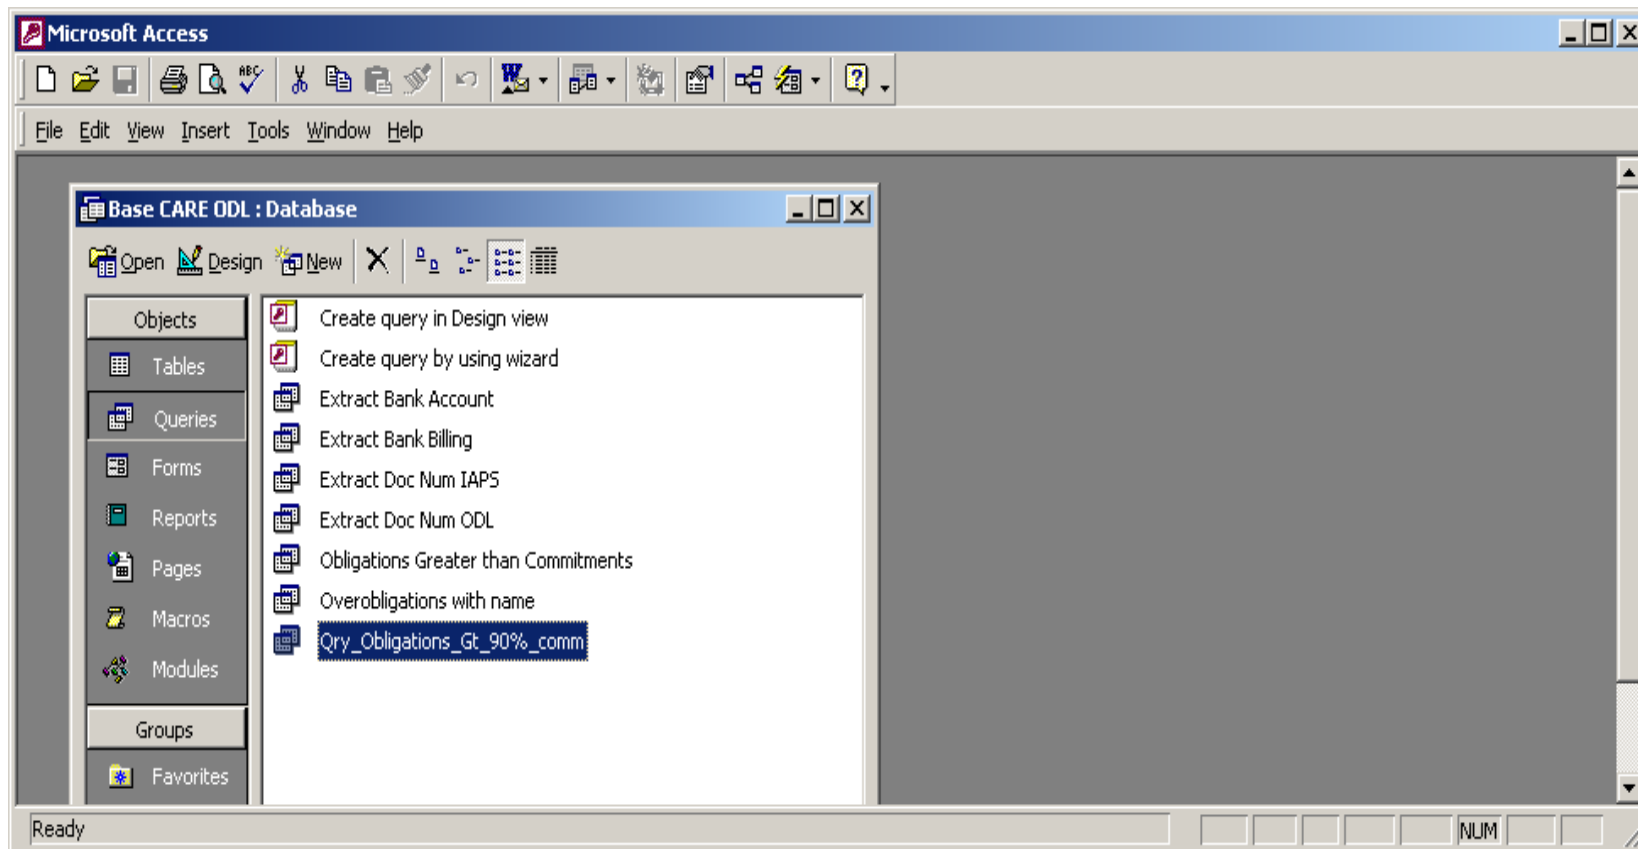 Microsoft Access
ABC
File Edit View Insert Tools Window Help
Base CARE ODL : Database
Open Design New
Objects
Tables
Queries
Forms
Reports
Pages
Macros
Modules
Groups
Favorites
Create query in Design view
Create query by using wizard
Extract Bank Account
Extract Bank Billing
Extract Doc Num IAPS
Extract Doc Num ODL
Obligations Greater than Commitments
Overobligations with name
Qry_Obligations_Gt_90%_comm
Ready
NUM